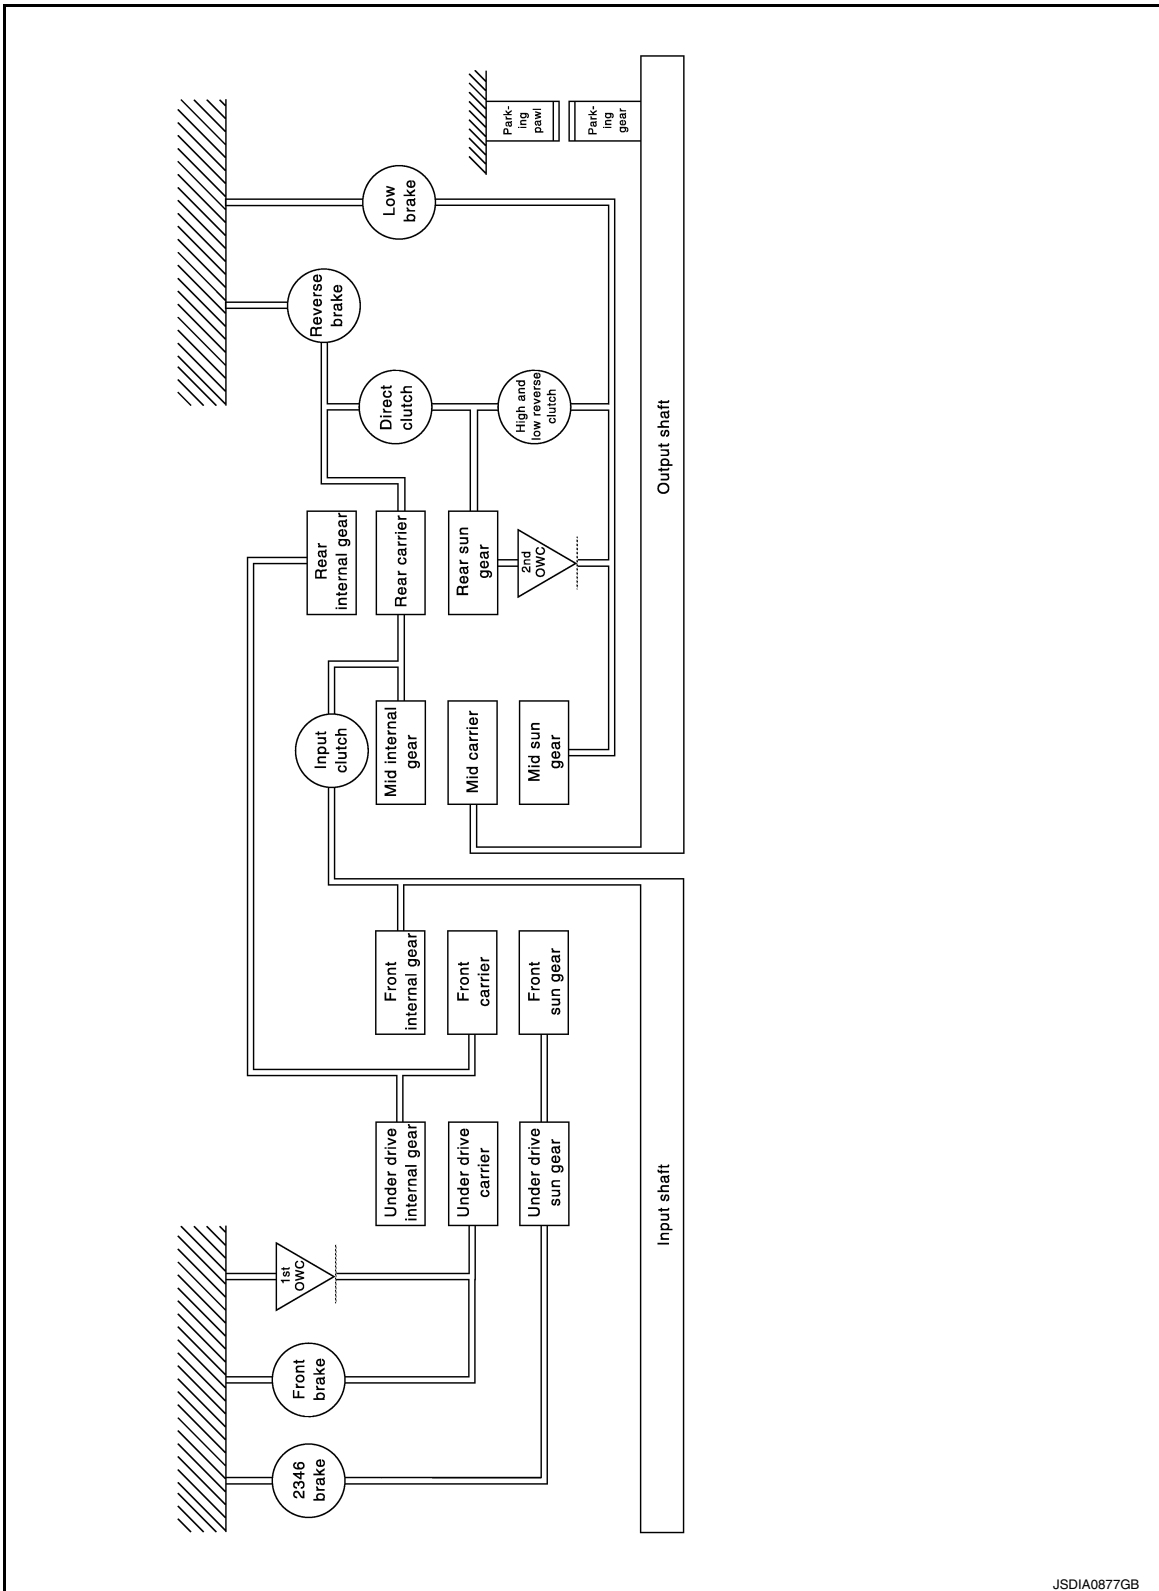 2346
brake
Front
brake
1st
OWC
Under drive
internal gear
Under drive
carrier
Under drive
sun gear
Front
internal gear
Front
carrier
Front
sun gear
Input shaft
Input
clutch
Mid internal
gear
Mid carrier
Mid sun
gear
Rear
internal gear
Rear carrier
Rear sun
gear
2nd
OWC
Direct
clutch
High and
low reverse
clutch
Reverse
brake
Low
brake
Output shaft
Park-
ing
pawl
Park-
ing
gear
JSDIA0877GB